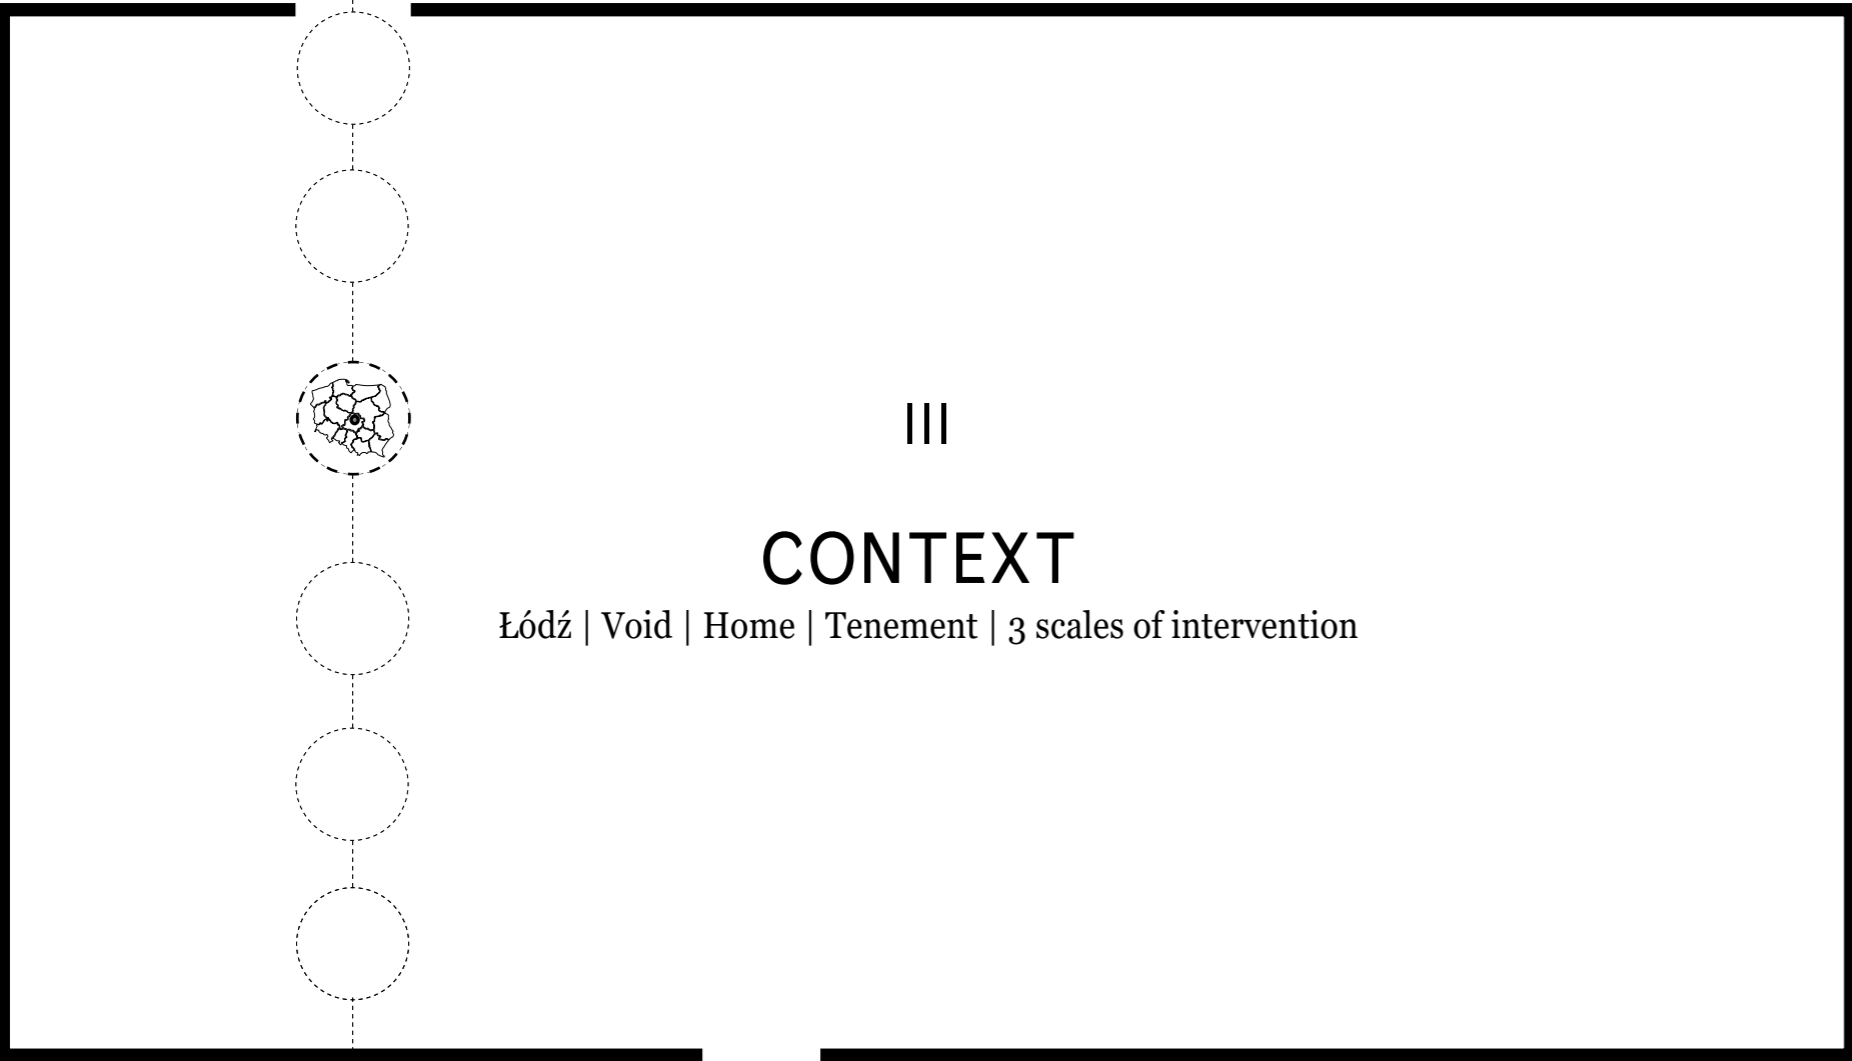 III
CONTEXT
Łódź | Void | Home | Tenement | 3 scales of intervention